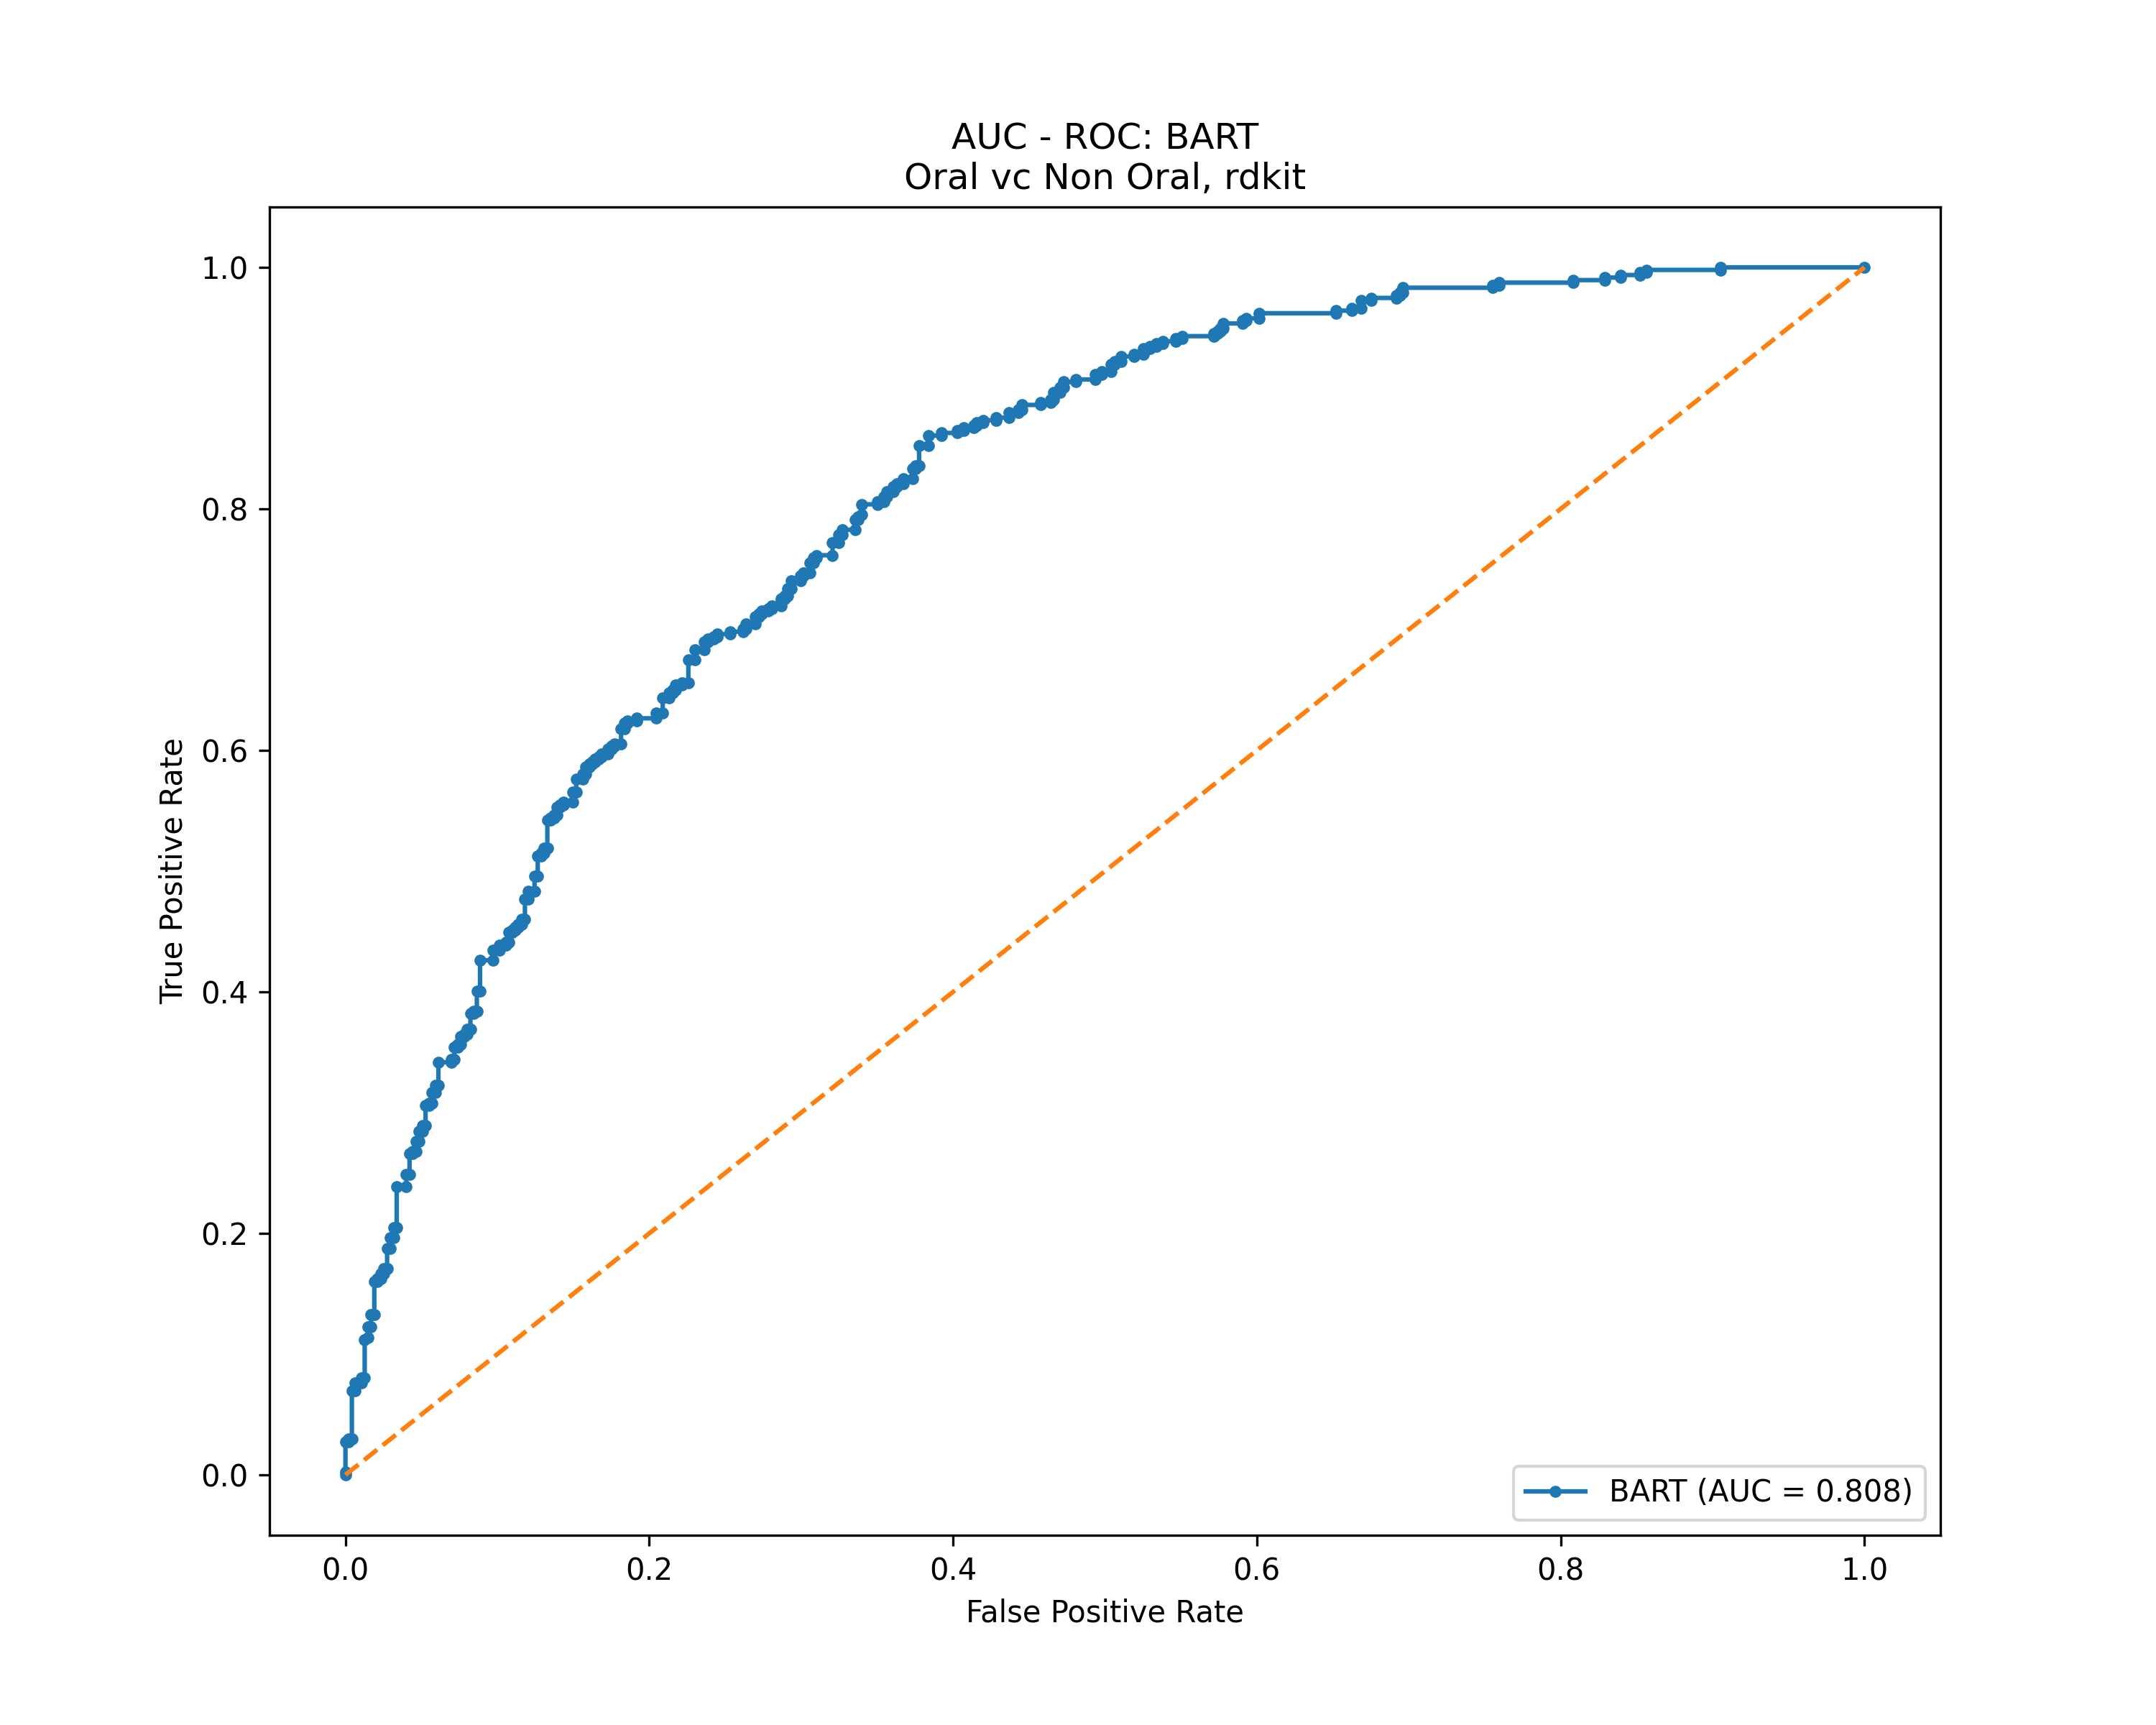 AUC - ROC: BART
Oral vc Non Oral, rdkit
1.0
0.8
0.6
0.4
0.2
0.0
True Positive Rate
BART (AUC = 0.808)
0.0 0.2 0.4 0.6 0.8 1.0
False Positive Rate